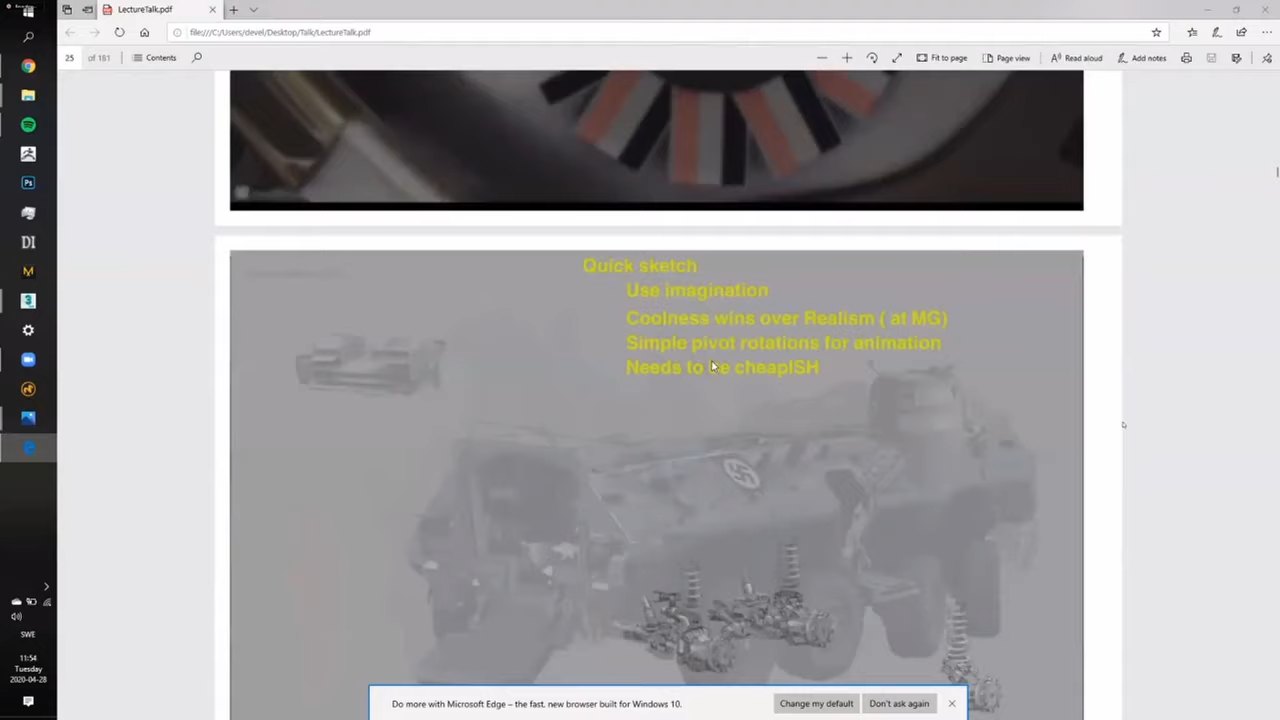 LectureTalk.pdf
file:///C:/Users/devel/Desktop/Talk/LectureTalk.pdf
25 of 181 Contents Fit to page Page view Read aloud Add notes
Quick sketch
Use imagination
Coolness wins over Realism ( at MG)
Simple pivot rotations for animation
Needs to be cheapISH
Ps
DI
M
3
SWE
11:54
Tuesday
2020-04-28
Do more with Microsoft Edge – the fast, new browser built for Windows 10. Change my default Don't ask again